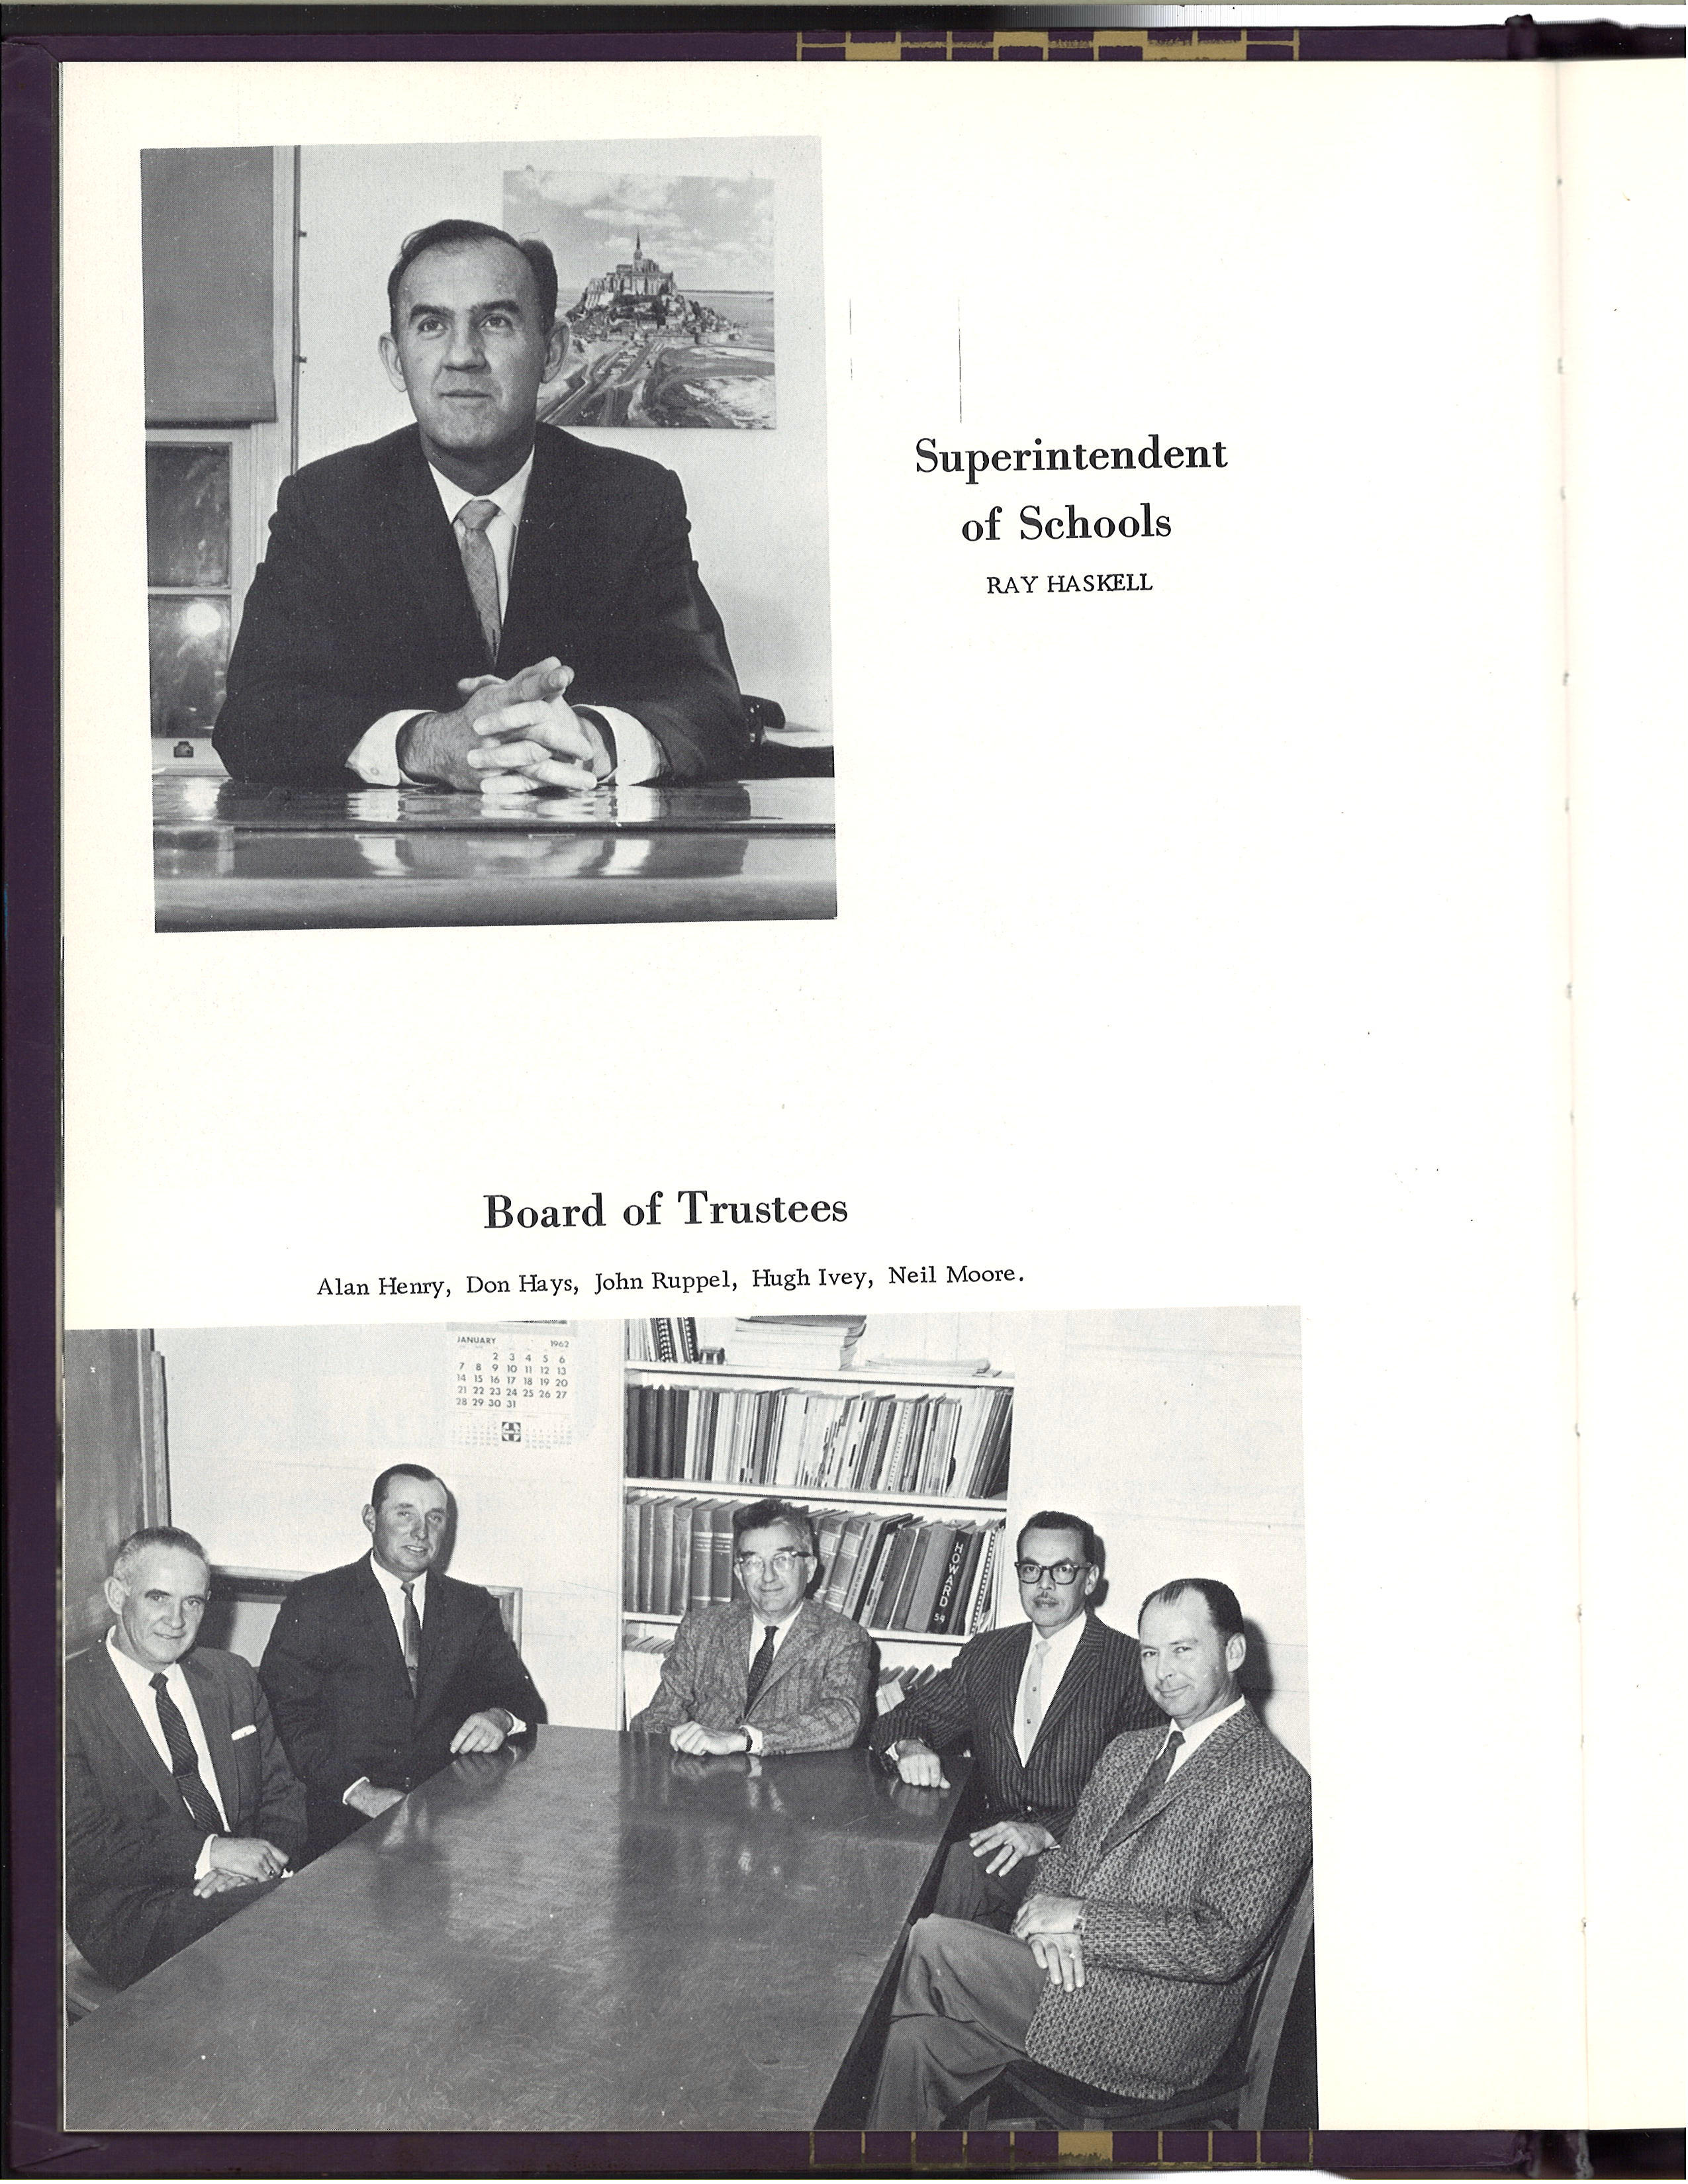 Superintendent
of Schools
RAY HASKELL
Board of Trustees
Alan Henry, Don Hays, John Ruppel, Hugh Ivey, Neil Moore.
JANUARY 1962
2 3 4 5 6
7 8 9 10 11 12 13
14 15 16 17 18 19 20
21 22 23 24 25 26 27
28 29 30 31
HOWARD
54